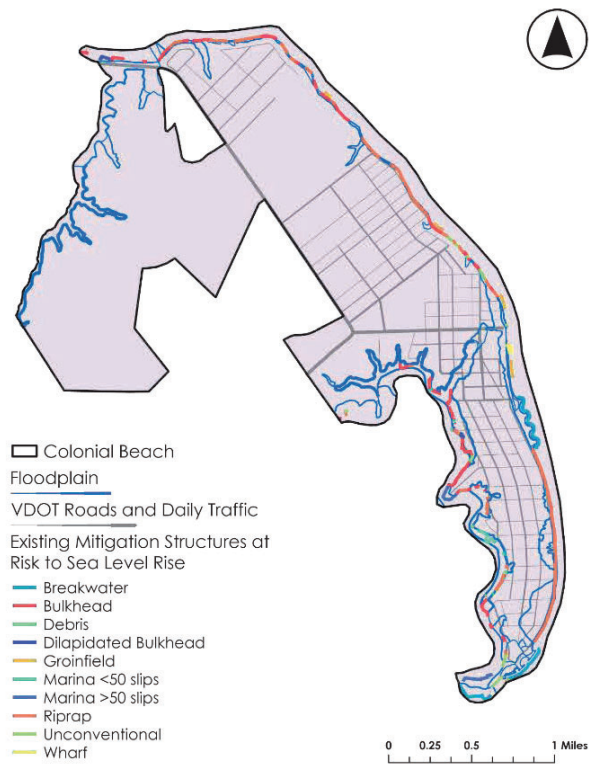 Colonial Beach
Floodplain
VDOT Roads and Daily Traffic
Existing Mitigation Structures at
Risk to Sea Level Rise
Breakwater
Bulkhead
Debris
Dilapidated Bulkhead
Groinfield
Marina <50 slips
Marina >50 slips
Riprap
Unconventional
Wharf
0 0.25 0.5 1 Miles